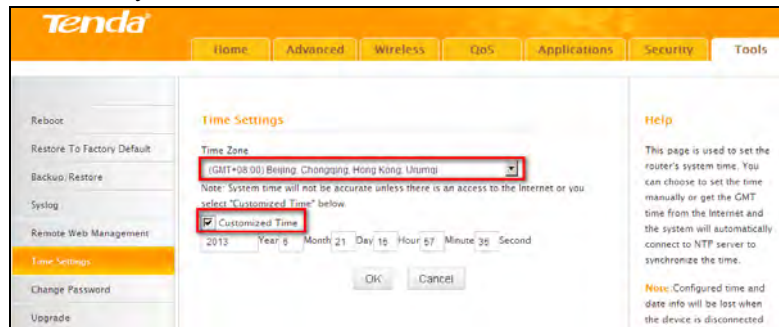 Tenda
Home Advanced Wireless QoS Applications Security Tools
Reboot
Restore To Factory Default
Backup/Restore
Syslog
Remote Web Management
Time Settings
Change Password
Upgrade
Time Settings
Time Zone
(GMT+08:00) Beijing, Chongqing, Hong Kong, Urumqi
Note: System time will not be accurate unless there is an access to the Internet or you
select "Customized Time" below.
Customized Time
2013 Year 6 Month 21 Day 16 Hour 57 Minute 36 Second
OK Cancel
Help
This page is used to set the
router's system time. You
can choose to set the time
manually or get the GMT
time from the Internet and
the system will automatically
connect to NTP server to
synchronize the time.
Note: Configured time and
date info will be lost when
the device is disconnected